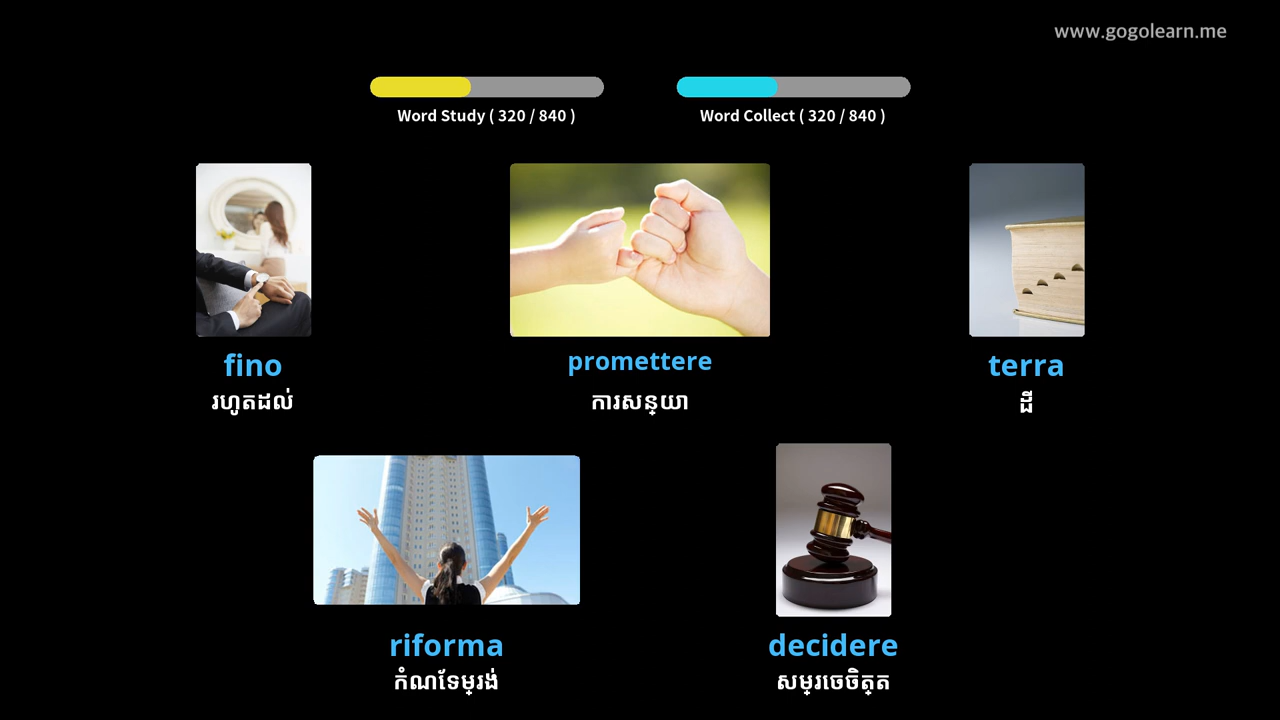 www.gogolearn.me
Word Study ( 320 / 840 )
Word Collect ( 320 / 840 )
fino
រហូតដល់
promettere
ការសន្យា
terra
ដី
riforma
កំណទែម្រង់
decidere
សម្រចេចិត្ត